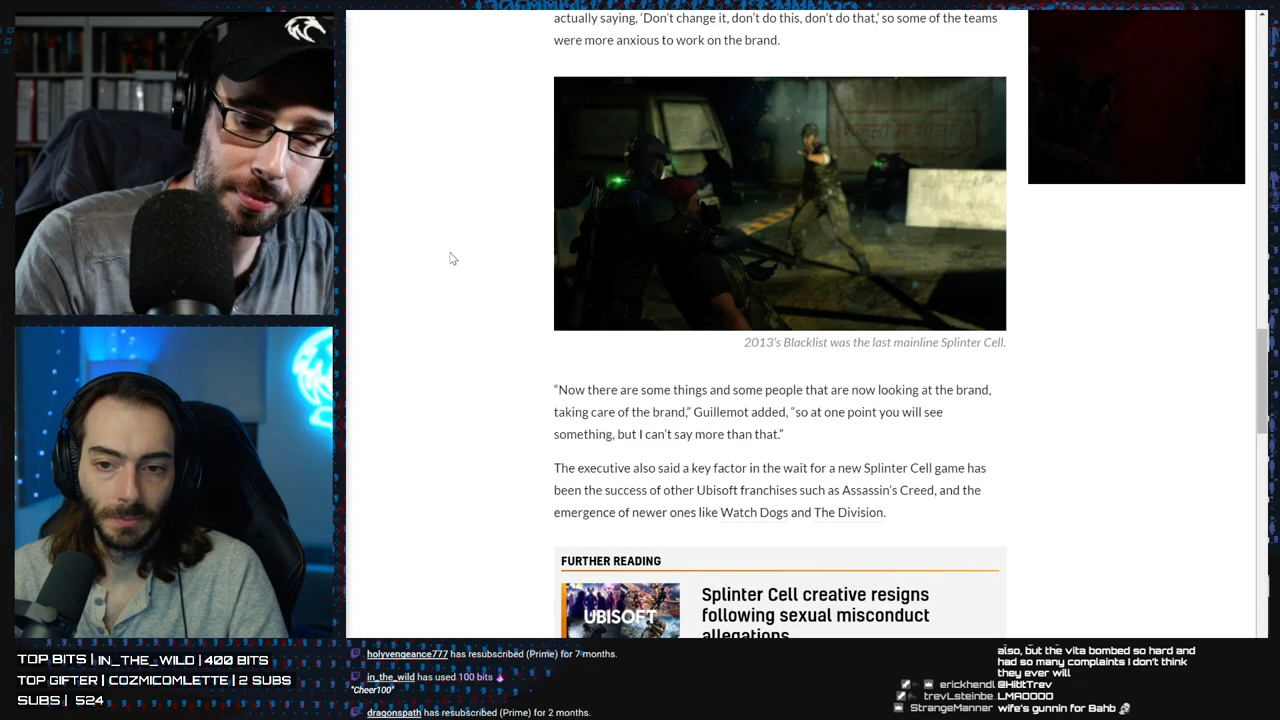 actually saying, ‘Don’t change it, don’t do this, don’t do that,’ so some of the teams
were more anxious to work on the brand.
2013’s Blacklist was the last mainline Splinter Cell.
“Now there are some things and some people that are now looking at the brand,
taking care of the brand,” Guillemot added, “so at one point you will see
something, but I can’t say more than that.”
The executive also said a key factor in the wait for a new Splinter Cell game has
been the success of other Ubisoft franchises such as Assassin’s Creed, and the
emergence of newer ones like Watch Dogs and The Division.
FURTHER READING
UBISOFT
Splinter Cell creative resigns
following sexual misconduct
allegations
TOP BITS | IN_THE_WILD | 400 BITS
TOP GIFTER | COZMICOMLETTE | 2 SUBS
SUBS | 524
holyvengeance777 has resubscribed (Prime) for 7 months.
in_the_wild has used 100 bits
"Cheer100"
dragonspath has resubscribed (Prime) for 2 months.
also, but the vita bombed so hard and
had so many complaints I don't think
they ever will
erickhendl @HitItTrev
trevLsteinbe LMAOOOO
StrangeManner wife's gunnin for Bahb